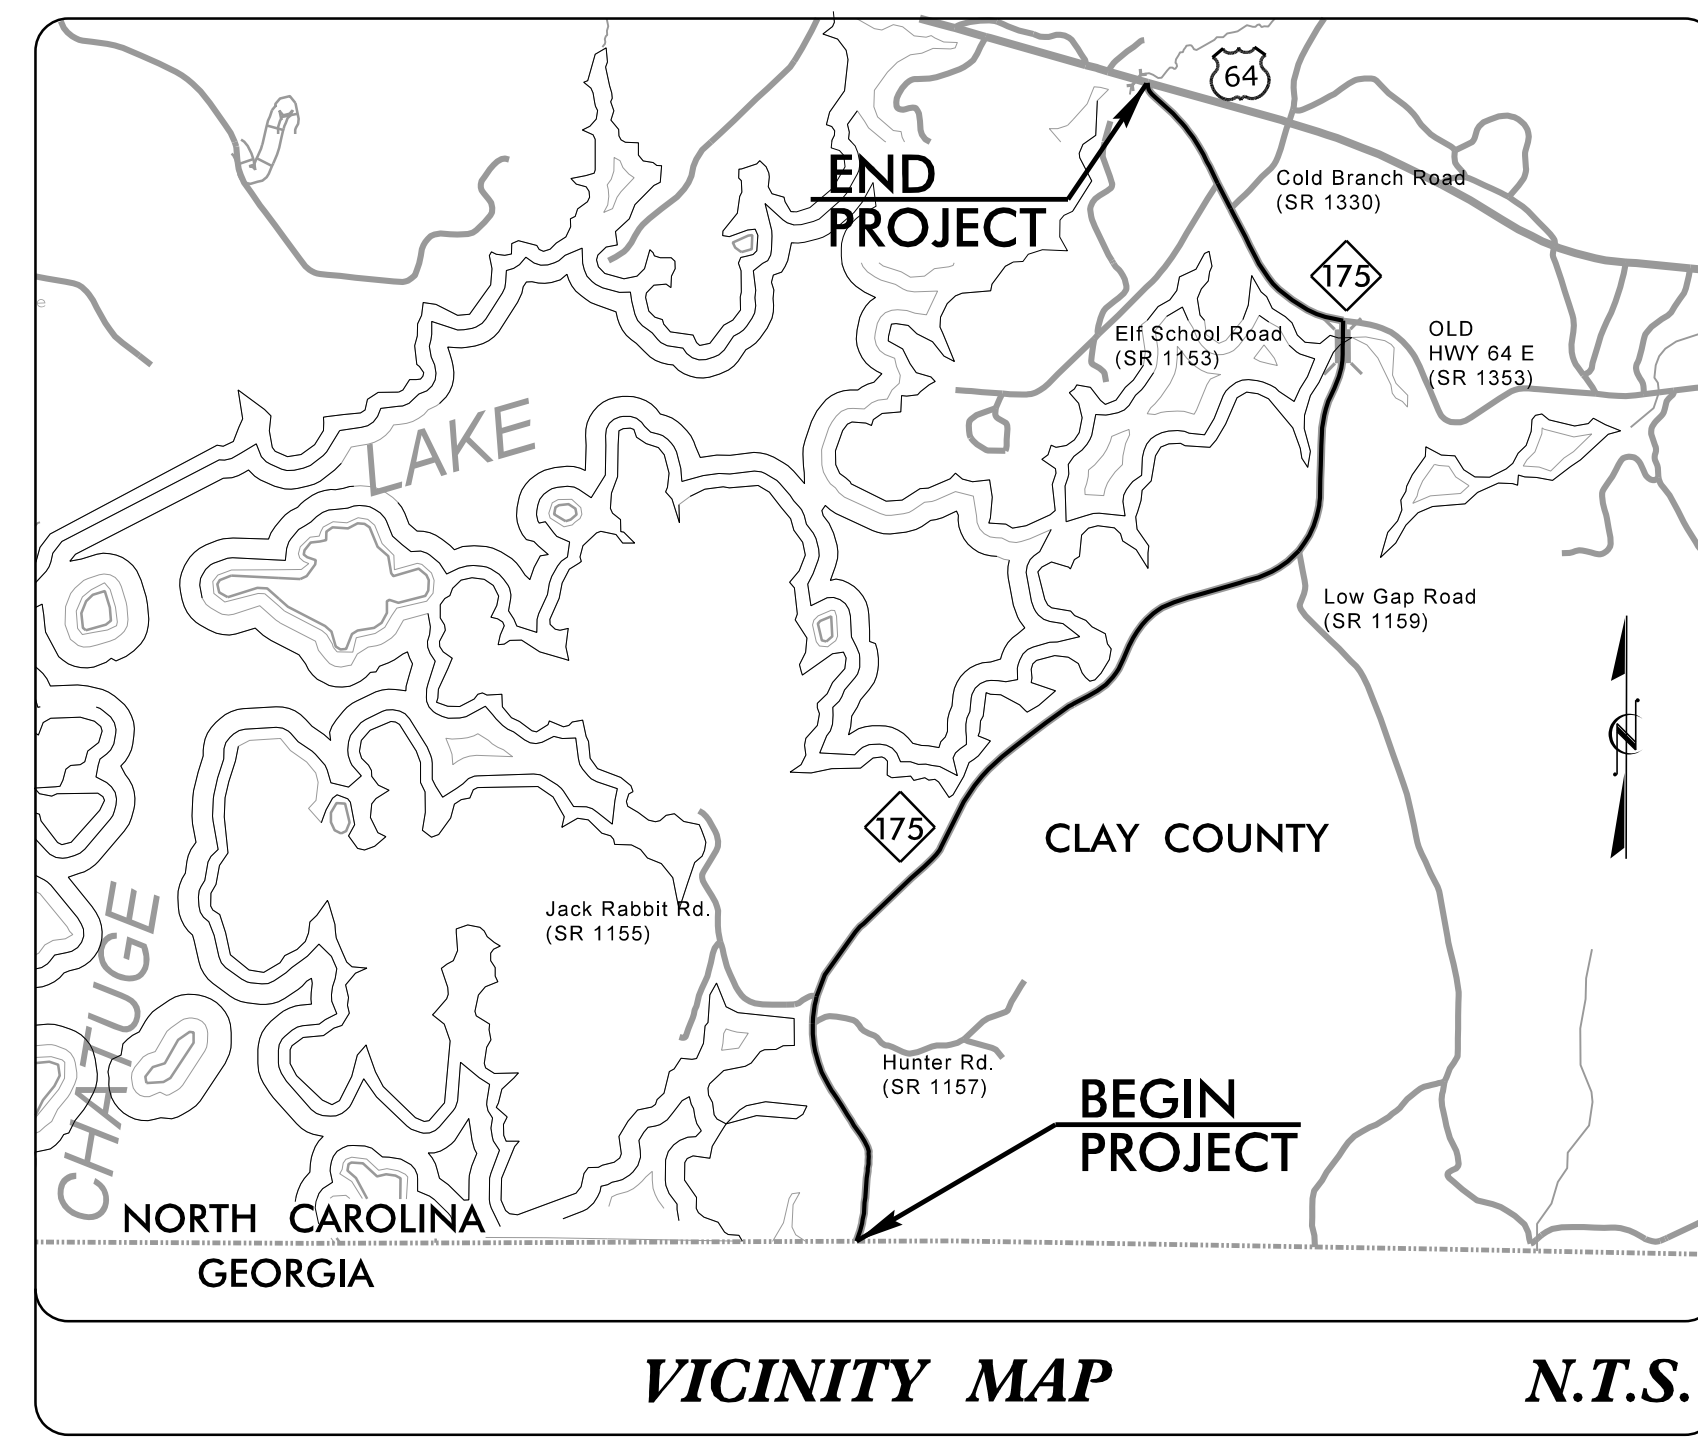 64
END
PROJECT
Cold Branch Road
(SR 1330)
175
e
Elf School Road
(SR 1153)
OLD
HWY 64 E
(SR 1353)
LAKE
Low Gap Road
(SR 1159)
N
175
CLAY COUNTY
Jack Rabbit Rd.
(SR 1155)
CHATUGE
Hunter Rd.
(SR 1157)
BEGIN
PROJECT
NORTH CAROLINA
GEORGIA
VICINITY MAP
N.T.S.